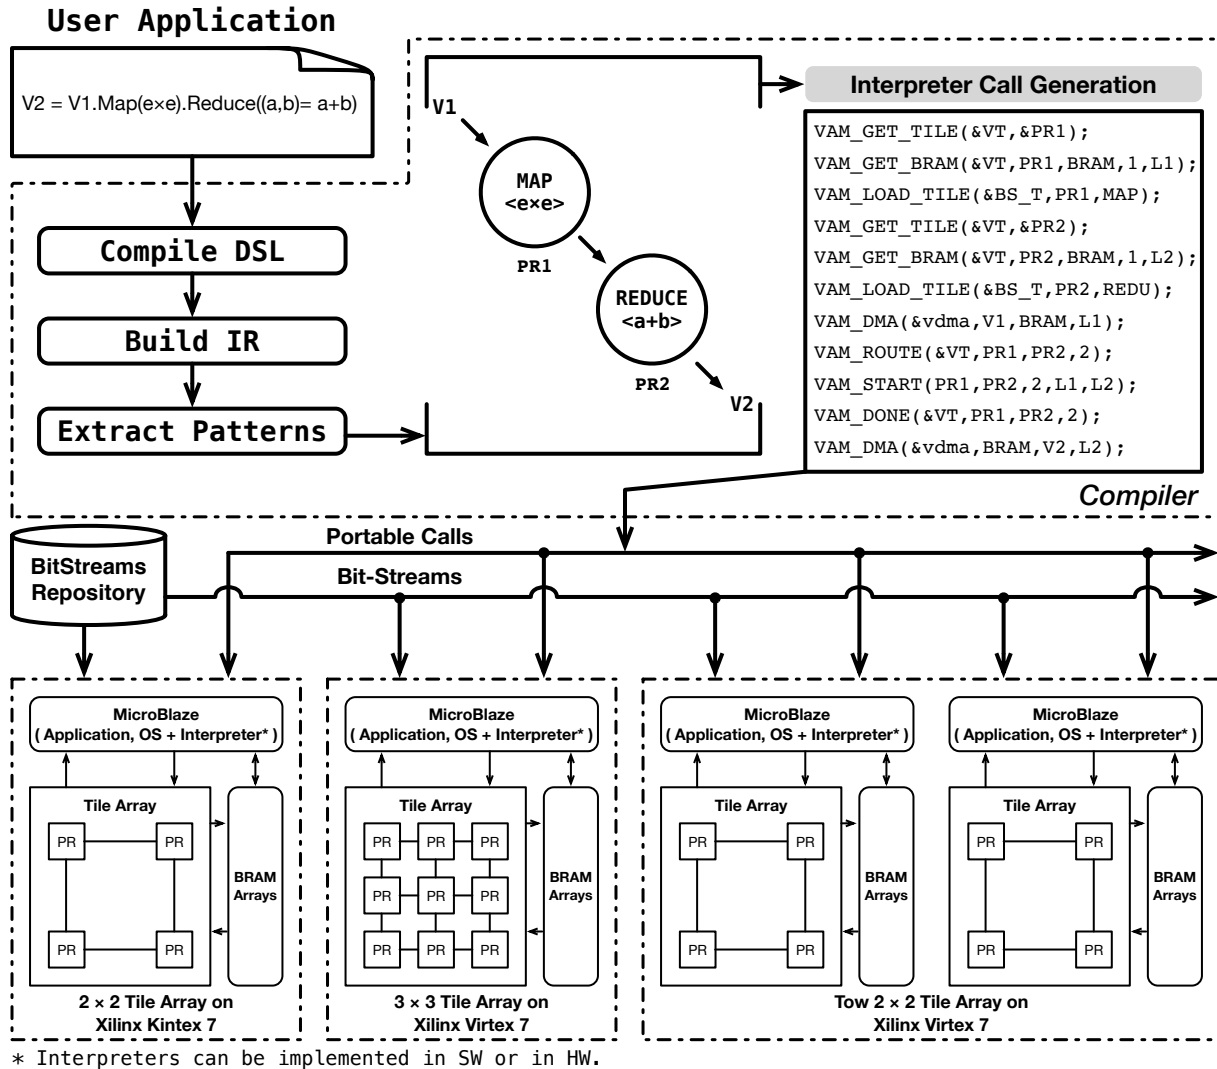 User Application
V2 = V1.Map(e×e).Reduce((a,b)= a+b)
Compile DSL
Build IR
Extract Patterns
V1
MAP
<e×e>
PR1
REDUCE
<a+b>
PR2
V2
Interpreter Call Generation
VAM_GET_TILE(&VT,&PR1);
VAM_GET_BRAM(&VT,PR1,BRAM,1,L1);
VAM_LOAD_TILE(&BS_T,PR1,MAP);
VAM_GET_TILE(&VT,&PR2);
VAM_GET_BRAM(&VT,PR2,BRAM,1,L2);
VAM_LOAD_TILE(&BS_T,PR2,REDU);
VAM_DMA(&vdma,V1,BRAM,L1);
VAM_ROUTE(&VT,PR1,PR2,2);
VAM_START(PR1,PR2,2,L1,L2);
VAM_DONE(&VT,PR1,PR2,2);
VAM_DMA(&vdma,BRAM,V2,L2);
Compiler
BitStreams
Repository
Portable Calls
Bit-Streams
MicroBlaze
( Application, OS + Interpreter* )
Tile Array
PR PR
PR PR
BRAM
Arrays
2 × 2 Tile Array on
Xilinx Kintex 7
MicroBlaze
( Application, OS + Interpreter* )
Tile Array
PR PR PR
PR PR PR
PR PR PR
BRAM
Arrays
3 × 3 Tile Array on
Xilinx Virtex 7
MicroBlaze
( Application, OS + Interpreter* )
Tile Array
PR PR
PR PR
BRAM
Arrays
MicroBlaze
( Application, OS + Interpreter* )
Tile Array
PR PR
PR PR
BRAM
Arrays
Tow 2 × 2 Tile Array on
Xilinx Virtex 7
* Interpreters can be implemented in SW or in HW.